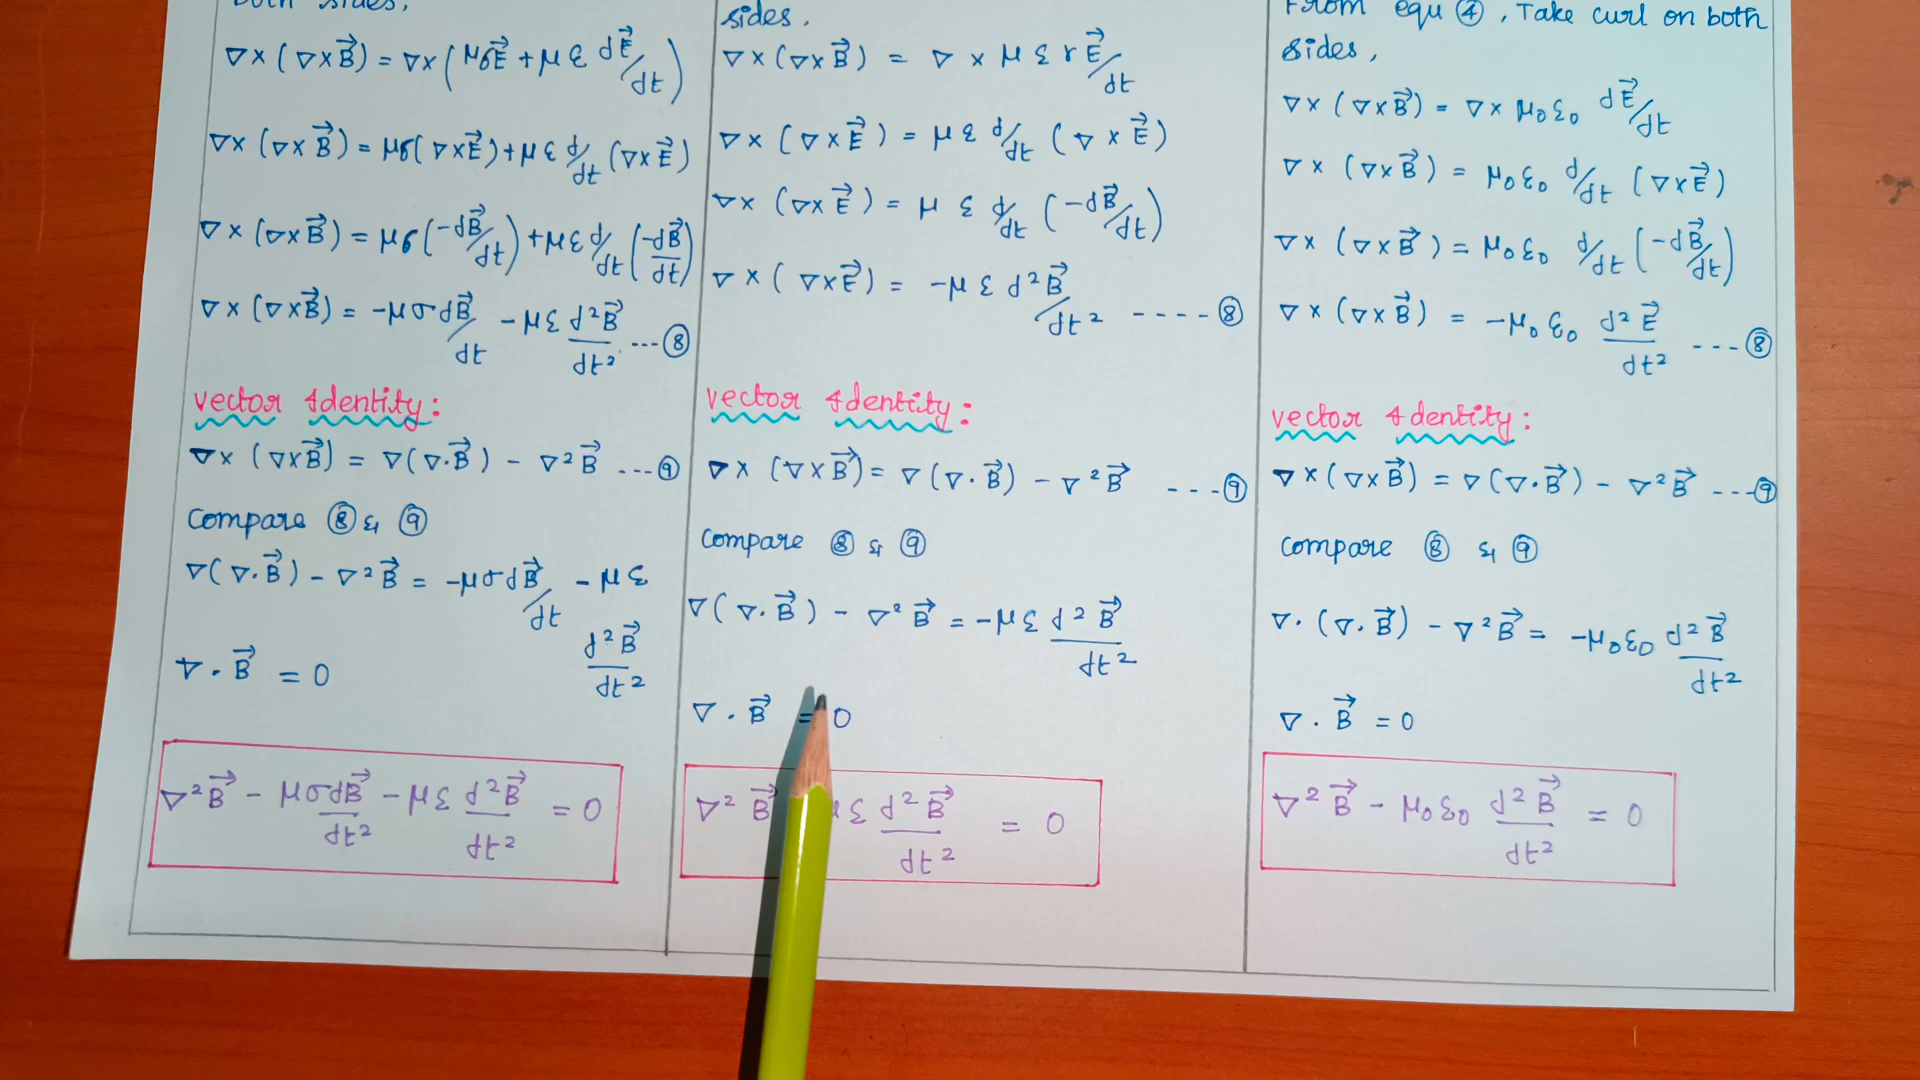 both sides,
∇×(∇×B⃗) = ∇×(μσE⃗ + με dE⃗/dt)
∇×(∇×B⃗) = μσ(∇×E⃗) + με d/dt (∇×E⃗)
∇×(∇×B⃗) = μσ(-dB⃗/dt) + με d/dt (-dB⃗/dt)
∇×(∇×B⃗) = -μσ dB⃗/dt - με d²B⃗/dt² ---⑧
vector Identity:
∇×(∇×B⃗) = ∇(∇·B⃗) - ∇²B⃗ ---⑨
compare ⑧ & ⑨
∇(∇·B⃗) - ∇²B⃗ = -μσ dB⃗/dt - με
d²B⃗/dt²
∇·B⃗ = 0
∇²B⃗ - μσ dB⃗/dt² - με d²B⃗/dt² = 0
sides,
∇×(∇×B⃗) = ∇ × με r E⃗/dt
∇×(∇×E⃗) = με d/dt (∇×E⃗)
∇×(∇×E⃗) = με d/dt (-dB⃗/dt)
∇×(∇×E⃗) = -με d²B⃗/dt² ----⑧
vector Identity:
∇×(∇×B⃗) = ∇(∇·B⃗) - ∇²B⃗ ---⑨
compare ⑧ & ⑨
∇(∇·B⃗) - ∇²B⃗ = -με d²B⃗/dt²
∇·B⃗ = 0
∇²B⃗ ε d²B⃗/dt² = 0
From equ ④, Take curl on both
sides,
∇×(∇×B⃗) = ∇× μ₀ε₀ dE⃗/dt
∇×(∇×B⃗) = μ₀ε₀ d/dt (∇×E⃗)
∇×(∇×B⃗) = μ₀ε₀ d/dt (-dB⃗/dt)
∇×(∇×B⃗) = -μ₀ε₀ d²E⃗/dt² ---⑧
vector Identity:
∇×(∇×B⃗) = ∇(∇·B⃗) - ∇²B⃗ ---⑨
compare ⑧ & ⑨
∇·(∇·B⃗) - ∇²B⃗ = -μ₀ε₀ d²B⃗/dt²
∇·B⃗ = 0
∇²B⃗ - μ₀ε₀ d²B⃗/dt² = 0